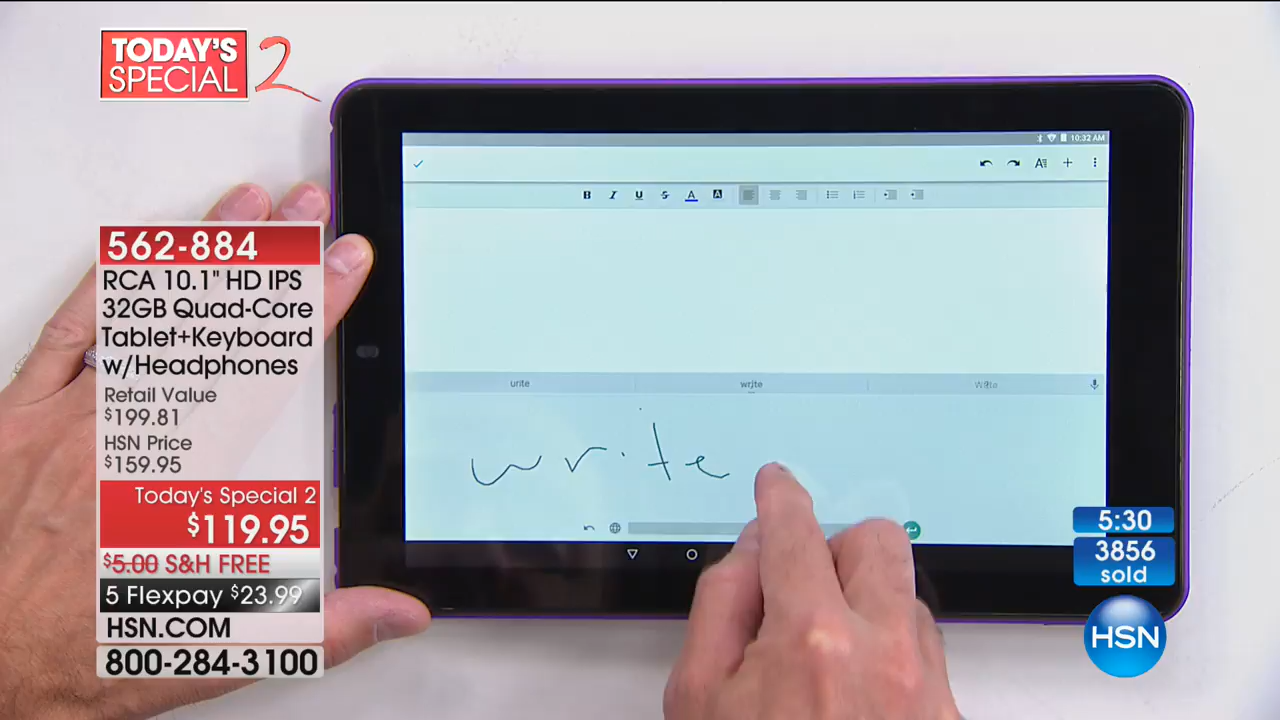 TODAY'S
SPECIAL 2
562-884
RCA 10.1" HD IPS
32GB Quad-Core
Tablet+Keyboard
w/Headphones
Retail Value
$199.81
HSN Price
$159.95
Today's Special 2
$119.95
$5.00 S&H FREE
5 Flexpay $23.99
HSN.COM
800-284-3100
10:32 AM
B I U S A A
urite write Write
write
5:30
3856
sold
HSN